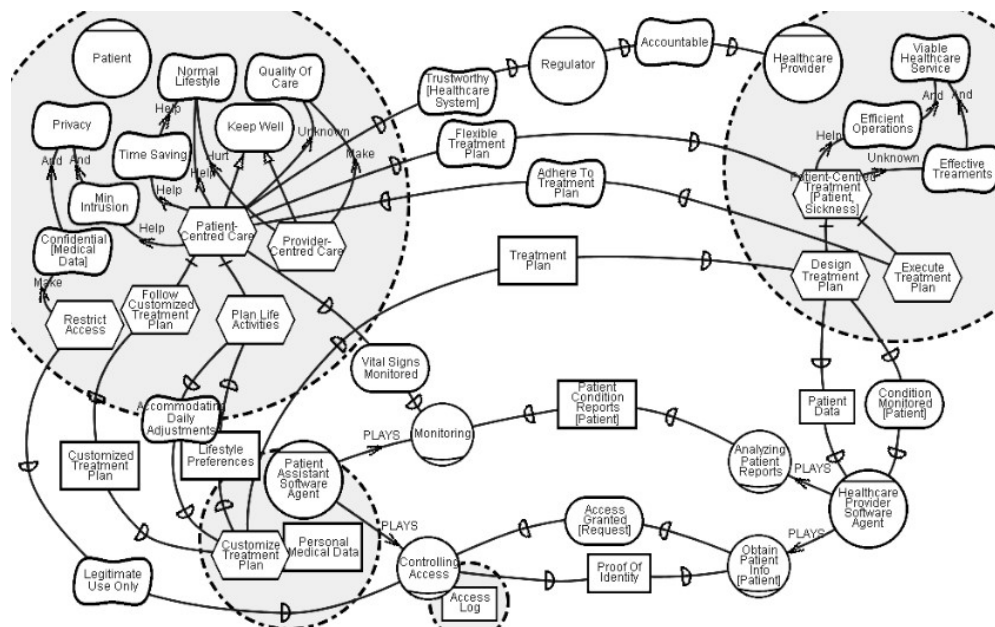 Patient
Normal
Lifestyle
Quality Of
Care
Trustworthy
[Healthcare
System]
Regulator
Accountable
Healthcare
Provider
Viable
Healthcare
Service
Privacy
Help
Keep Well
Unknown
And
And
Time Saving
Hurt
Help
Make
Flexible
Treatment
Plan
Help
Efficient
Operations
And
And
Min
Intrusion
Help
Adhere To
Treatment
Plan
Unknown
Effective
Treaments
Patient-Centred
Treatment
[Patient,
Sickness]
Confidential
[Medical
Data]
Help
Patient-
Centred Care
Provider-
Centred Care
Make
Restrict
Access
Follow
Customized
Treatment
Plan
Plan Life
Activities
Treatment
Plan
Design
Treatment
Plan
Execute
Treatment
Plan
Vital Signs
Monitored
Accommodating
Daily
Adjustments
Patient
Condition
Reports
[Patient]
Patient
Data
Condition
Monitored
[Patient]
Customized
Treatment
Plan
Lifestyle
Preferences
Patient
Assistant
Software
Agent
PLAYS
Monitoring
Analyzing
Patient
Reports
PLAYS
Healthcare
Provider
Software
Agent
PLAYS
Access
Granted
[Request]
PLAYS
Customize
Treatment
Plan
Personal
Medical Data
Controlling
Access
Proof Of
Identity
Obtain
Patient
Info
[Patient]
Legitimate
Use Only
Access
Log